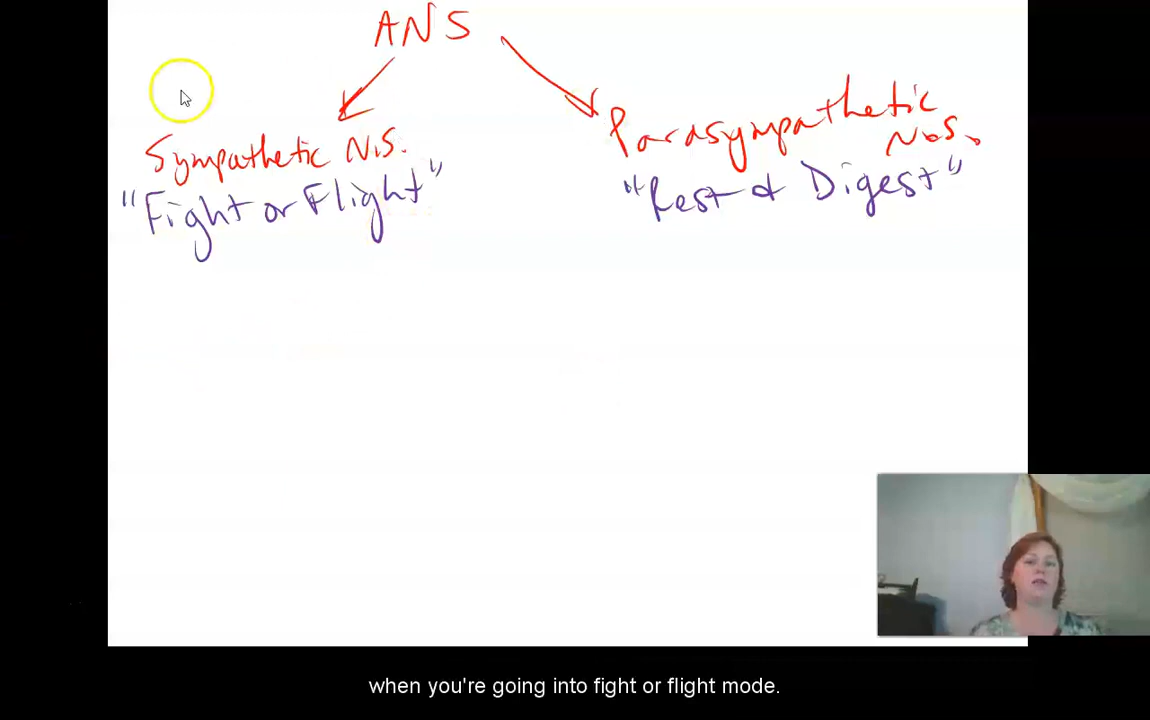 ANS
Sympathetic N.S.
"Fight or Flight"
Parasympathetic
N.S.
"Rest & Digest"
when you're going into fight or flight mode.